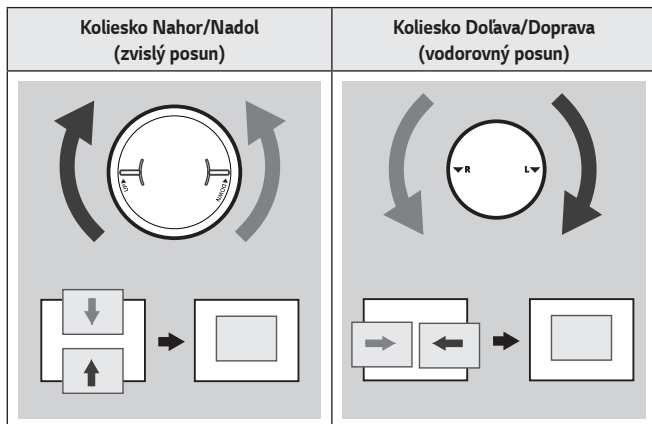 Koliesko Nahor/Nadol
(zvislý posun)
Koliesko Doľava/Doprava
(vodorovný posun)
UP
DOWN
R
L